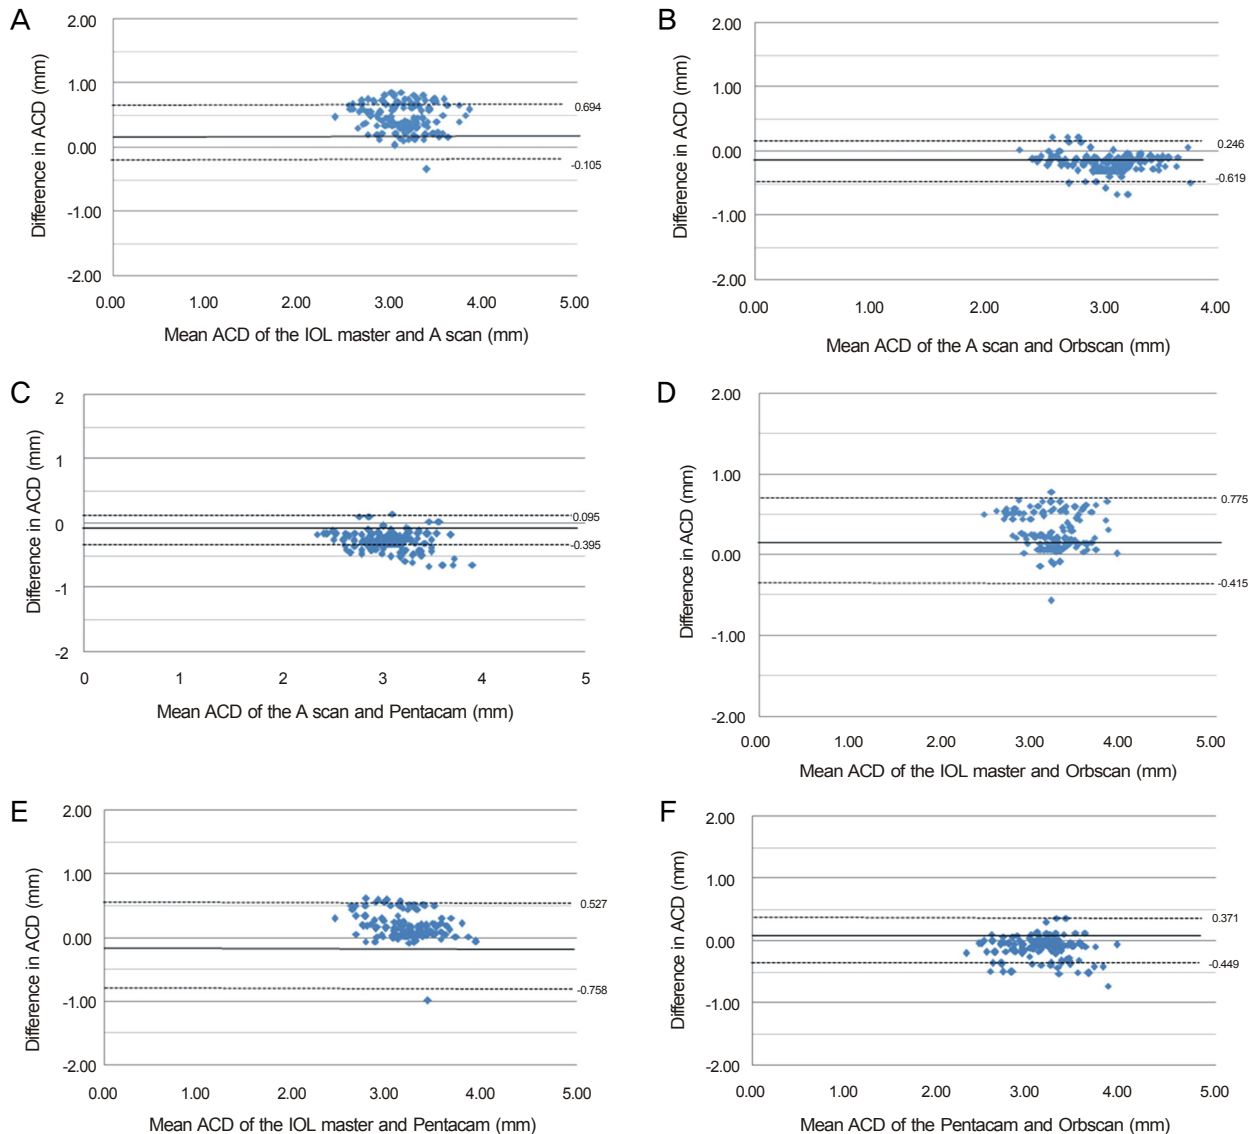 A
Difference in ACD (mm)
2.00
1.00
0.00
-1.00
-2.00
0.694
-0.105
0.00 1.00 2.00 3.00 4.00 5.00
Mean ACD of the IOL master and A scan (mm)
B
Difference in ACD (mm)
2.00
1.00
0.00
-1.00
-2.00
0.246
-0.619
0.00 1.00 2.00 3.00 4.00
Mean ACD of the A scan and Orbscan (mm)
C
Difference in ACD (mm)
2
1
0
-1
-2
0.095
-0.395
0 1 2 3 4 5
Mean ACD of the A scan and Pentacam (mm)
D
Difference in ACD (mm)
2.00
1.00
0.00
-1.00
-2.00
0.775
-0.415
0.00 1.00 2.00 3.00 4.00 5.00
Mean ACD of the IOL master and Orbscan (mm)
E
Difference in ACD (mm)
2.00
1.00
0.00
-1.00
-2.00
0.527
-0.758
0.00 1.00 2.00 3.00 4.00 5.00
Mean ACD of the IOL master and Pentacam (mm)
F
Difference in ACD (mm)
2.00
1.00
0.00
-1.00
-2.00
0.371
-0.449
0.00 1.00 2.00 3.00 4.00 5.00
Mean ACD of the Pentacam and Orbscan (mm)